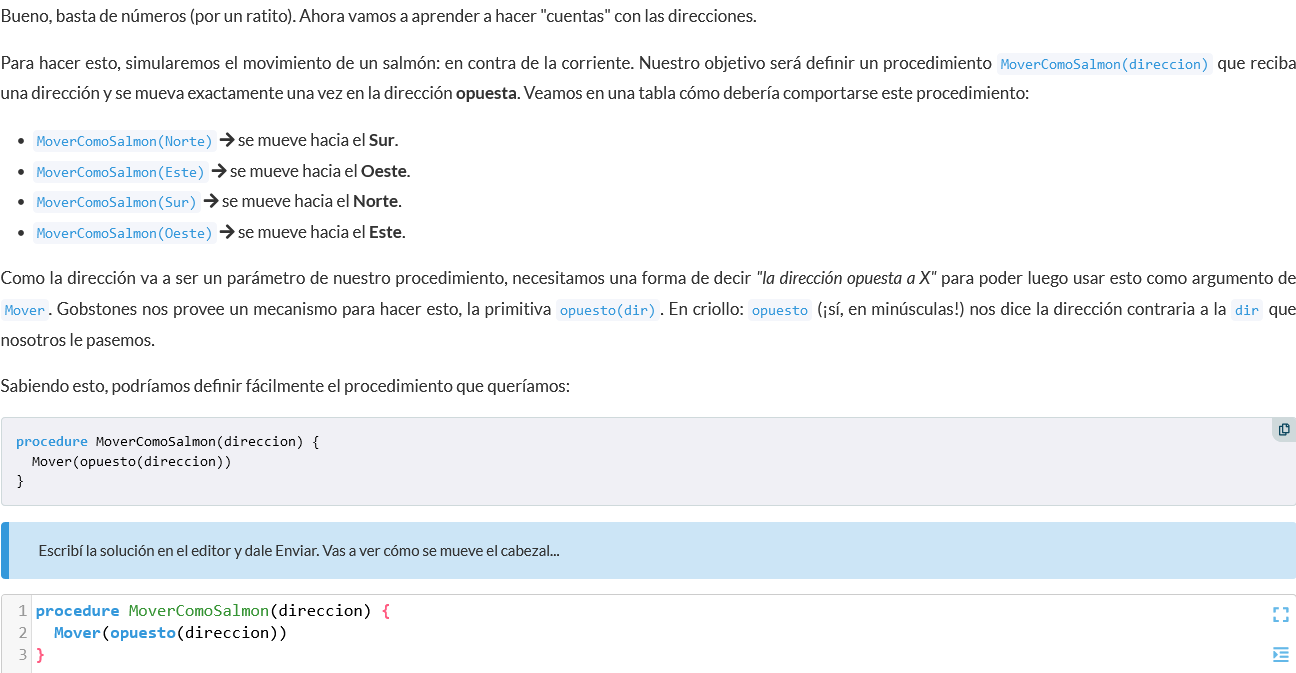 Bueno, basta de números (por un ratito). Ahora vamos a aprender a hacer "cuentas" con las direcciones.
Para hacer esto, simularemos el movimiento de un salmón: en contra de la corriente. Nuestro objetivo será definir un procedimiento MoverComoSalmon(direccion) que reciba
una dirección y se mueva exactamente una vez en la dirección opuesta. Veamos en una tabla cómo debería comportarse este procedimiento:
• MoverComoSalmon(Norte) → se mueve hacia el Sur.
• MoverComoSalmon(Este) → se mueve hacia el Oeste.
• MoverComoSalmon(Sur) → se mueve hacia el Norte.
• MoverComoSalmon(Oeste) → se mueve hacia el Este.
Como la dirección va a ser un parámetro de nuestro procedimiento, necesitamos una forma de decir "la dirección opuesta a X" para poder luego usar esto como argumento de
Mover. Gobstones nos provee un mecanismo para hacer esto, la primitiva opuesto(dir). En criollo: opuesto (¡sí, en minúsculas!) nos dice la dirección contraria a la dir que
nosotros le pasemos.
Sabiendo esto, podríamos definir fácilmente el procedimiento que queríamos:
procedure MoverComoSalmon(direccion) {
  Mover(opuesto(direccion))
}
Escribí la solución en el editor y dale Enviar. Vas a ver cómo se mueve el cabezal...
1 procedure MoverComoSalmon(direccion) {
2   Mover(opuesto(direccion))
3 }